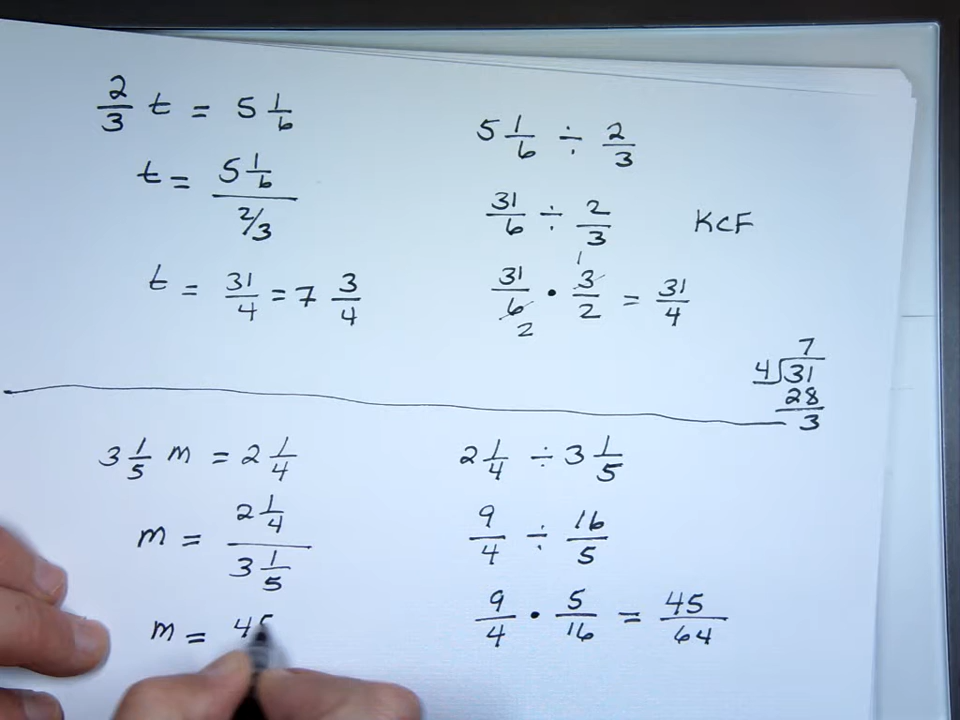 2/3 t = 5 1/6
t = 5 1/6 / 2/3
t = 31/4 = 7 3/4
5 1/6 ÷ 2/3
31/6 ÷ 2/3 KCF
1
31/6 • 3/2 = 31/4
2
7
4)31
28
3
3 1/5 m = 2 1/4
m = 2 1/4 / 3 1/5
m = 45
2 1/4 ÷ 3 1/5
9/4 ÷ 16/5
9/4 • 5/16 = 45/64